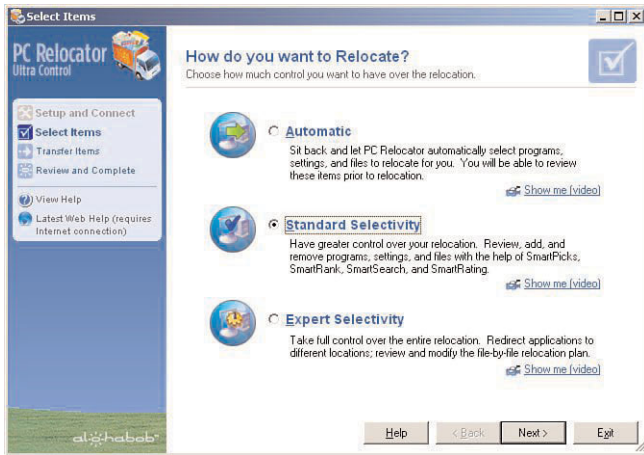 Select Items
PC Relocator
Ultra Control
Setup and Connect
Select Items
Transfer Items
Review and Complete
View Help
Latest Web Help (requires
Internet connection)
How do you want to Relocate?
Choose how much control you want to have over the relocation.
Automatic
Sit back and let PC Relocator automatically select programs,
settings, and files to relocate for you. You will be able to review
these items prior to relocation.
Show me (video)
Standard Selectivity
Have greater control over your relocation. Review, add, and
remove programs, settings, and files with the help of SmartPicks,
SmartRank, SmartSearch, and SmartRating.
Show me (video)
Expert Selectivity
Take full control over the entire relocation. Redirect applications to
different locations; review and modify the file-by-file relocation plan.
Show me (video)
alohabob
Help
< Back
Next >
Exit